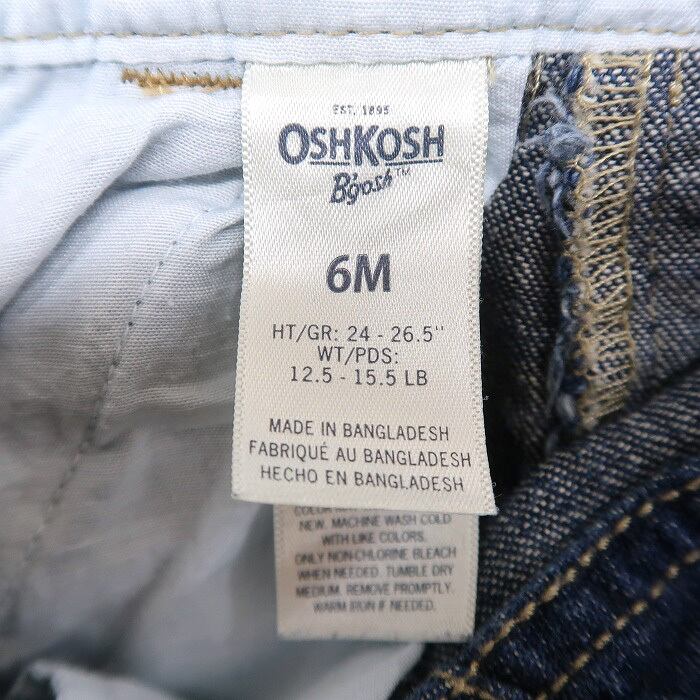 EST. 1895
OSHKOSH
B'gosh™
6M
HT/GR: 24 - 26.5"
WT/PDS:
12.5 - 15.5 LB
MADE IN BANGLADESH
FABRIQUÉ AU BANGLADESH
HECHO EN BANGLADESH
COLOR
NEW. MACHINE WASH COLD
WITH LIKE COLORS.
ONLY NON-CHLORINE BLEACH
WHEN NEEDED. TUMBLE DRY
MEDIUM. REMOVE PROMPTLY.
WARM IRON IF NEEDED.